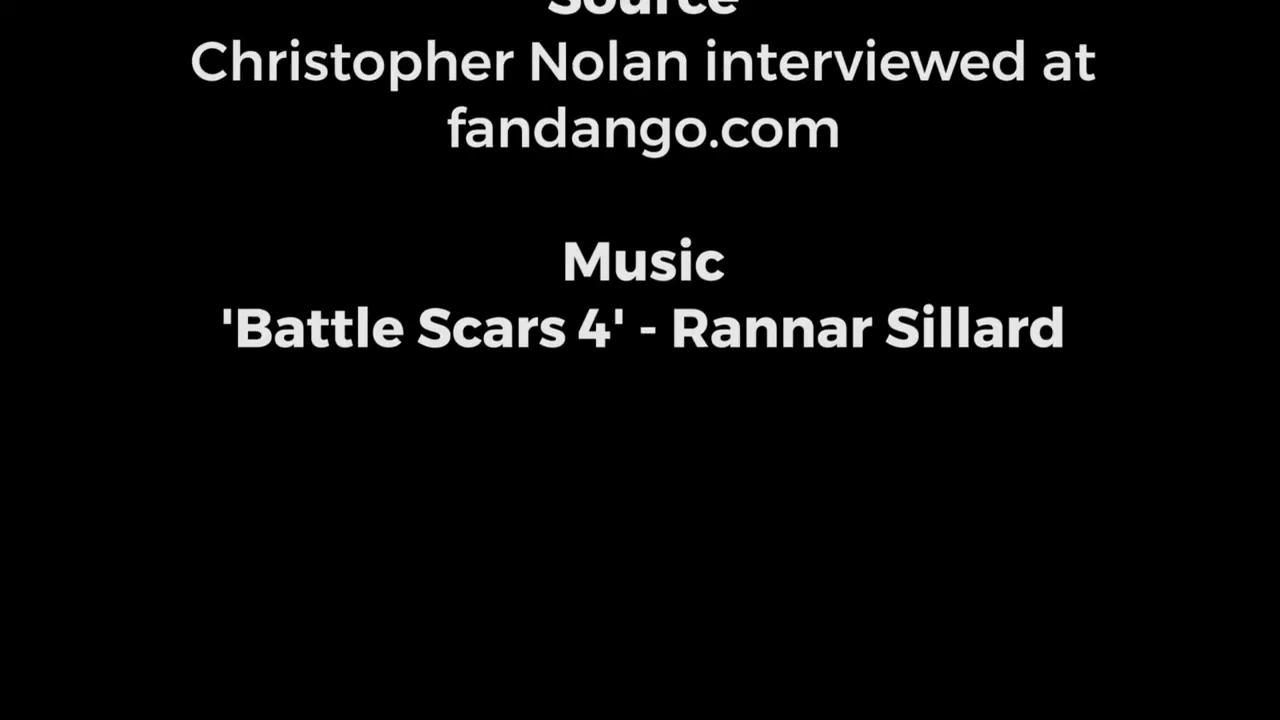 Source
Christopher Nolan interviewed at
fandango.com
Music
'Battle Scars 4' - Rannar Sillard